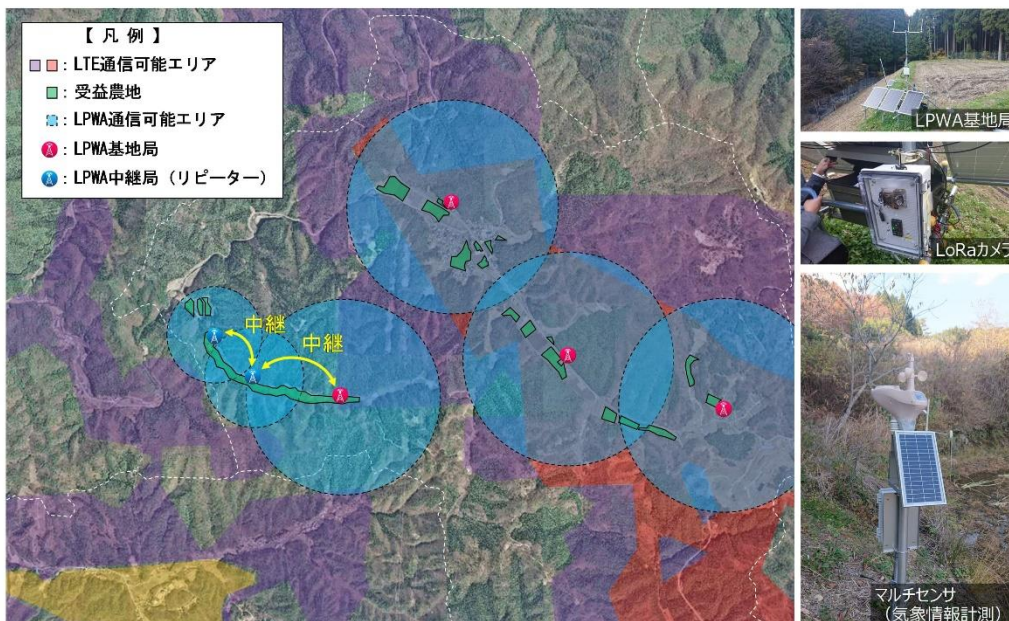 【 凡 例 】
: LTE通信可能エリア
: 受益農地
: LPWA通信可能エリア
: LPWA基地局
: LPWA中継局（リピーター）
中継
中継
LPWA基地局
LoRaカメラ
マルチセンサ
（気象情報計測）